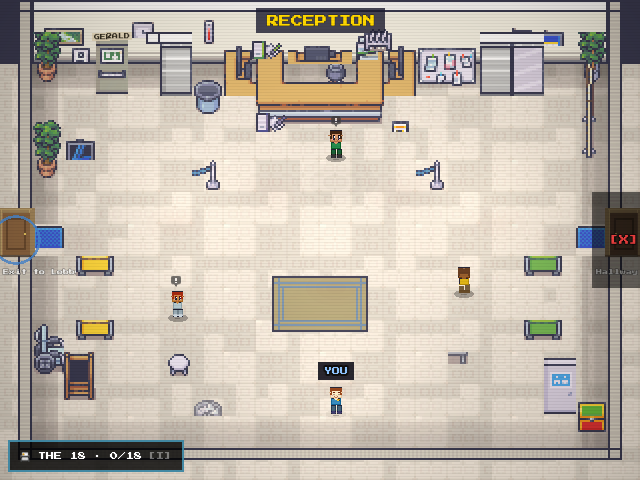 RECEPTION
GERALD
[X]
Exit to Lobby
Hallway
YOU
THE 18 · 0/18 [I]